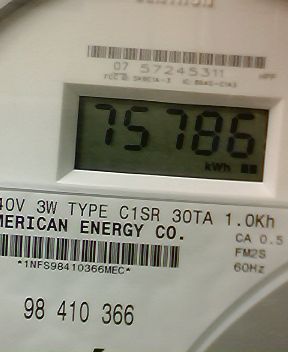 07 57245311
75786
kWh
40V 3W TYPE C1SR 30TA 1.0Kh
MERICAN ENERGY CO.
CA 0.5
FM2S
*1NFS98410366MEC*
60Hz
98 410 366